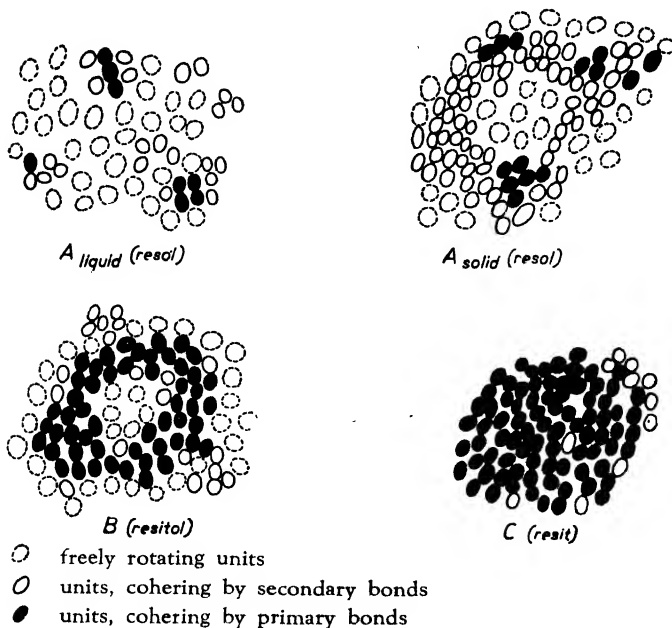 A liquid (resol)
A solid (resol)
B (resitol)
C (resit)
freely rotating units
units, cohering by secondary bonds
units, cohering by primary bonds